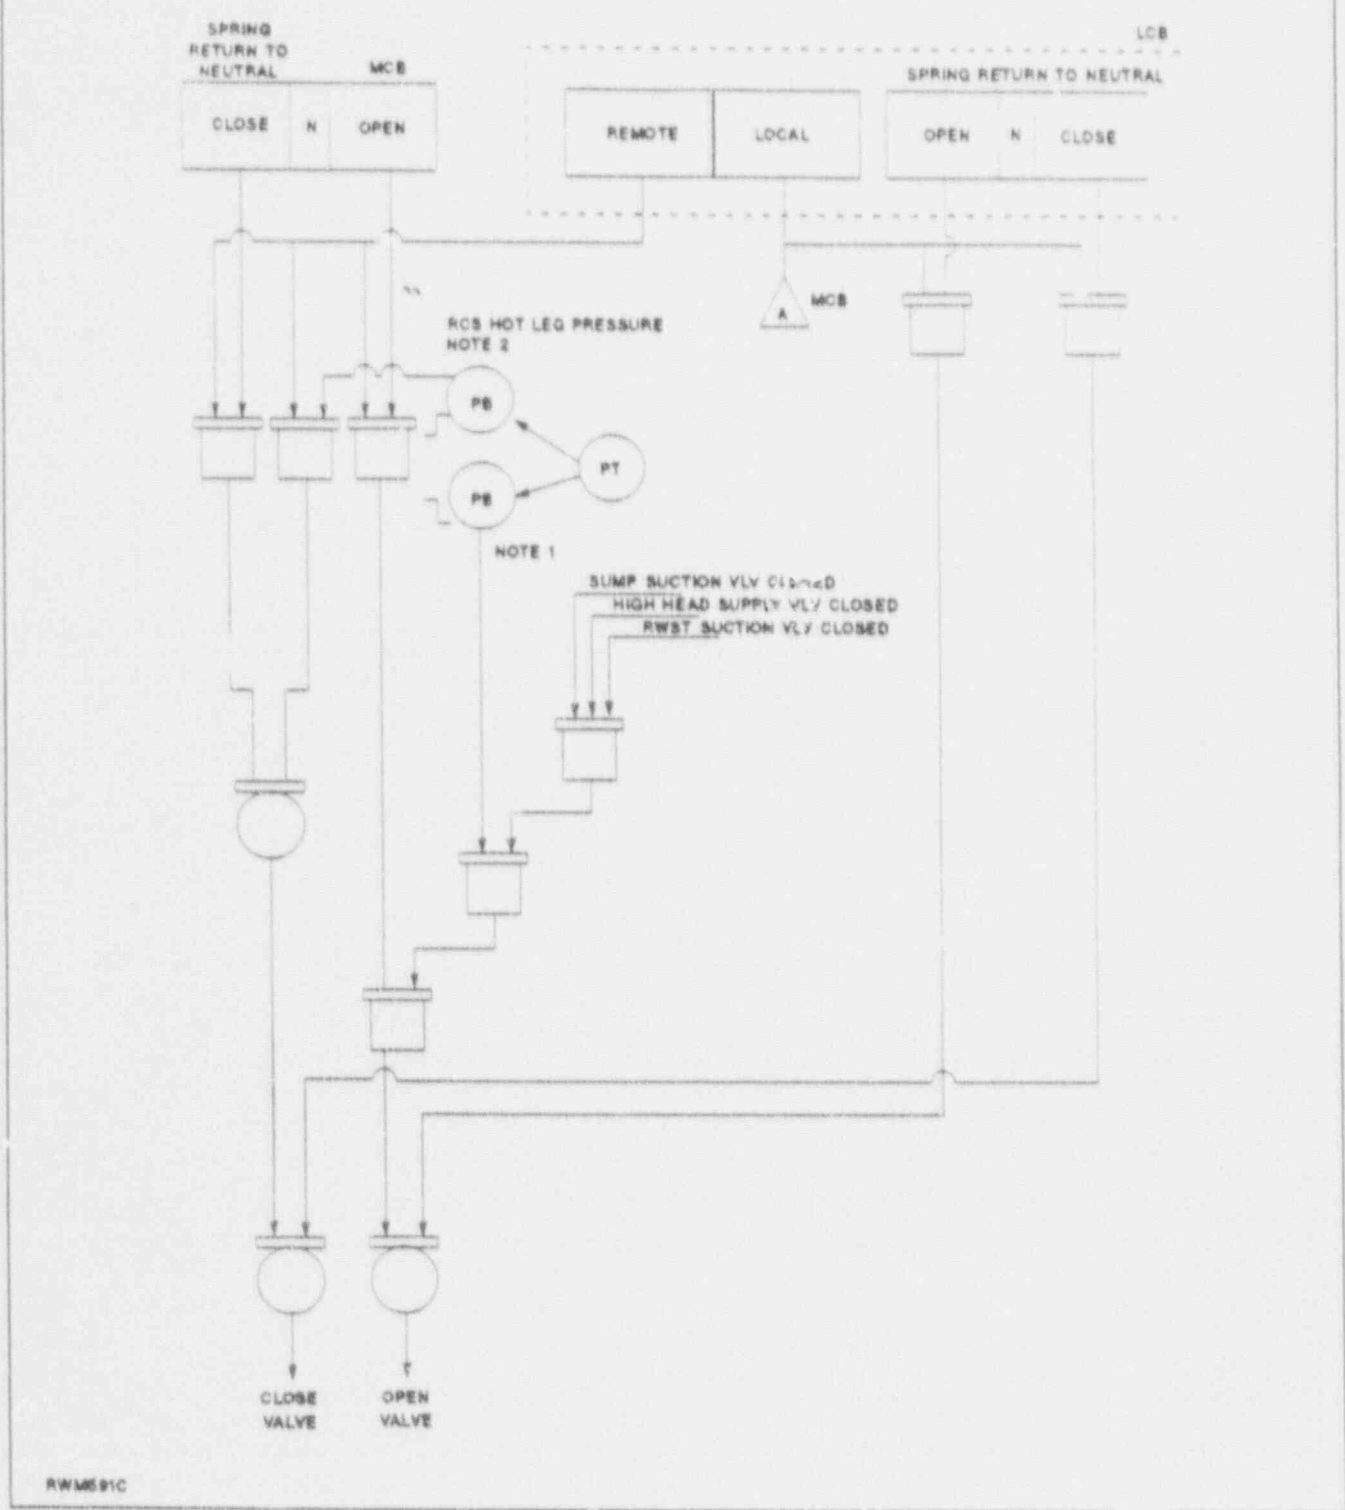 SPRING
RETURN TO
NEUTRAL
MCB
CLOSE N OPEN
LCB
SPRING RETURN TO NEUTRAL
REMOTE LOCAL
OPEN N CLOSE
A MCB
RCS HOT LEG PRESSURE
NOTE 2
PB
PT
PB
NOTE 1
SUMP SUCTION VLV
HIGH HEAD SUPPLY VLV CLOSED
RWST SUCTION VLV CLOSED
CLOSE
VALVE
OPEN
VALVE